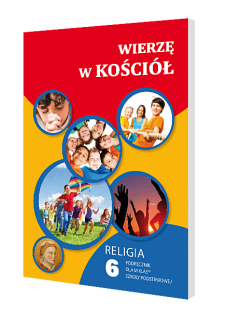 WIERZĘ
W KOŚCIÓŁ
RELIGIA
6
PODRĘCZNIK
DLA VI KLASY
SZKOŁY PODSTAWOWEJ